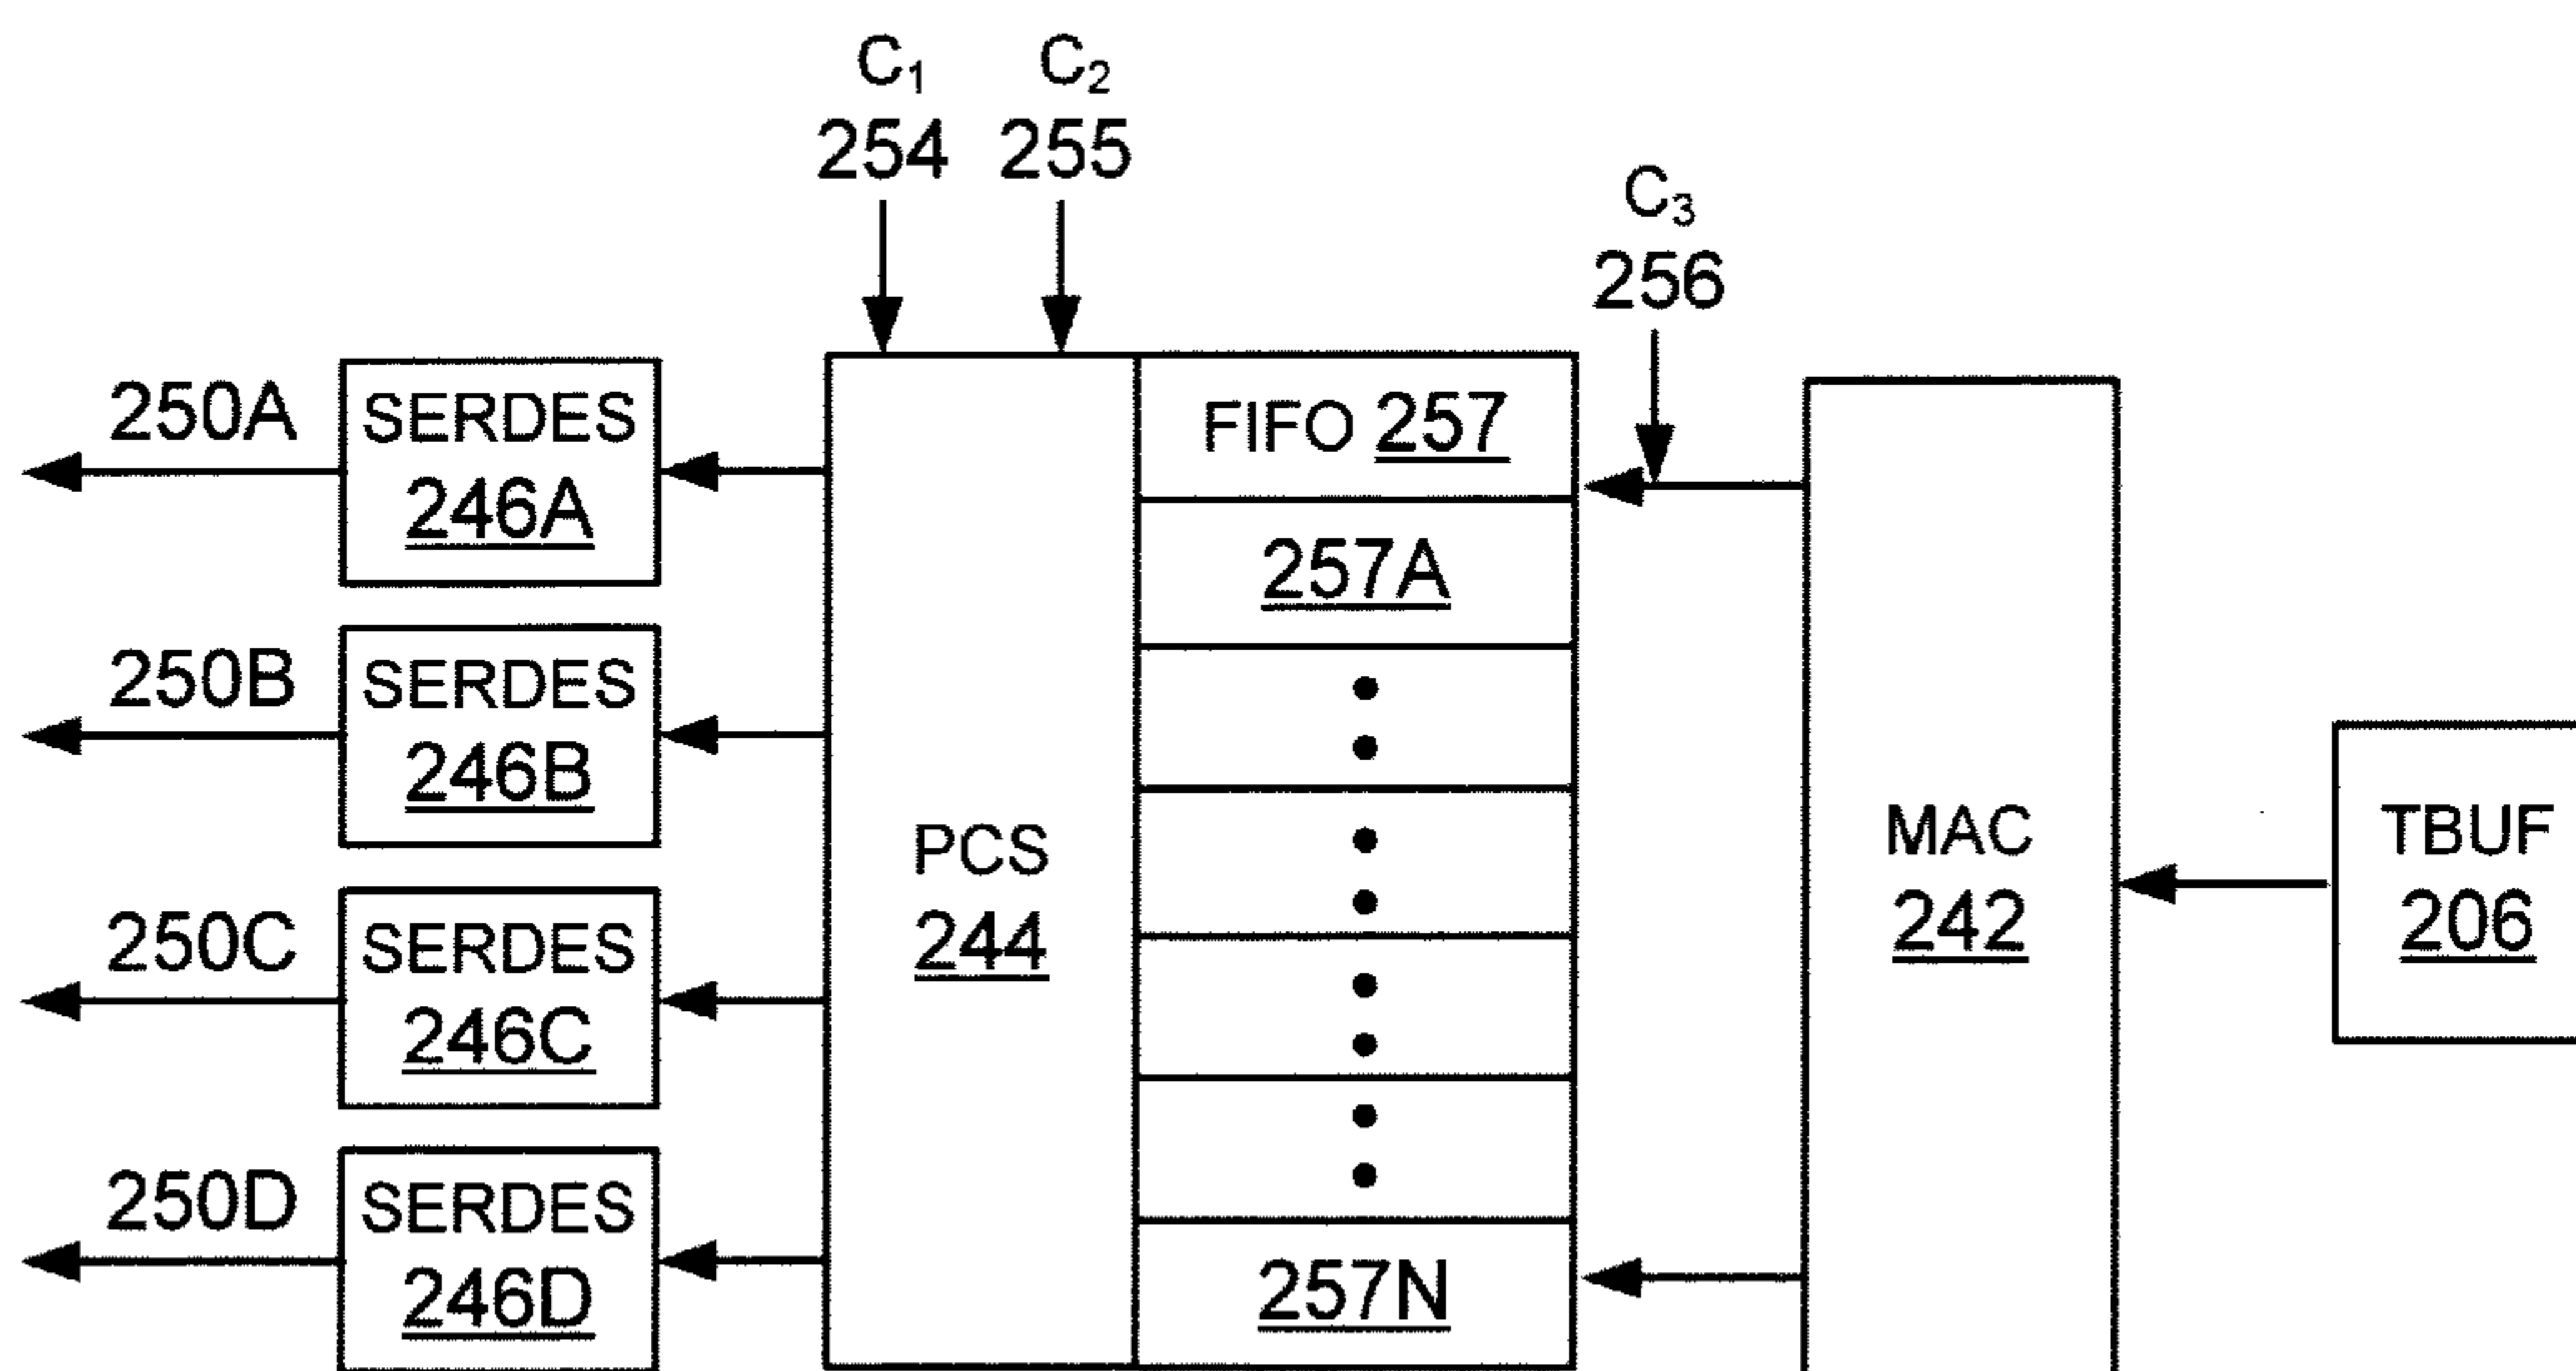 C1 C2
254 255
C3
256
250A
SERDES
246A
250B
SERDES
246B
250C
SERDES
246C
250D
SERDES
246D
PCS
244
FIFO 257
257A
257N
MAC
242
TBUF
206